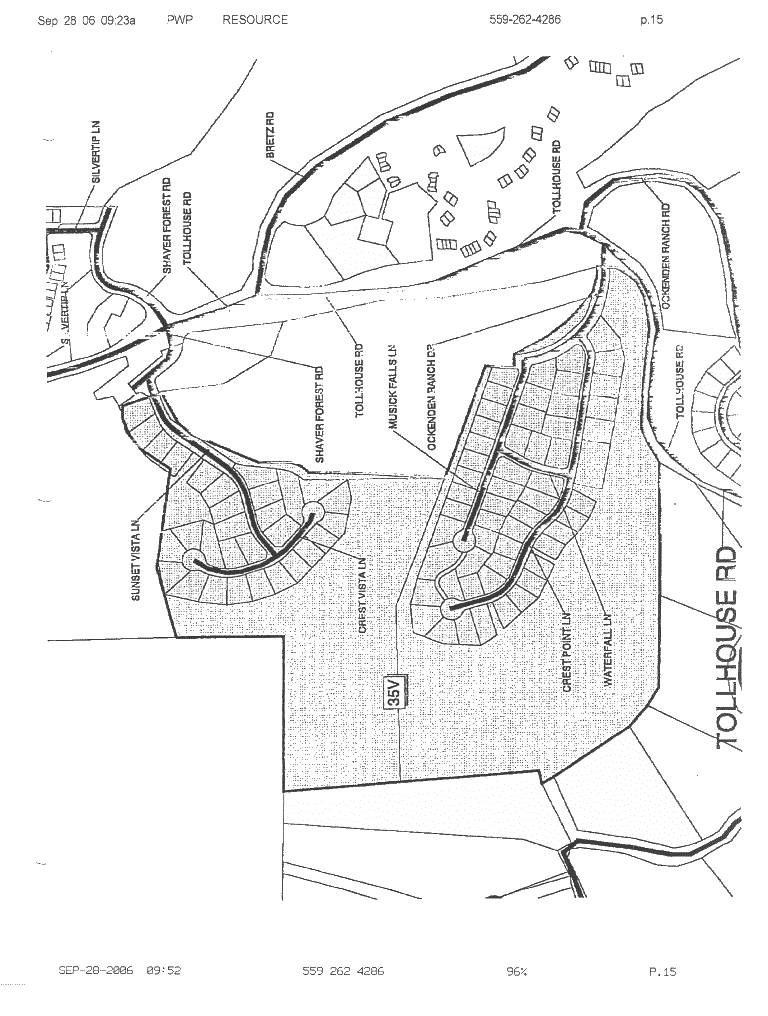 Sep 28 06 09:23a PWP RESOURCE 559-262-4286 p.15
SILVERTIP LN
SHAVER FOREST RD
TOLLHOUSE RD
BRETZ RD
TOLLHOUSE RD
OCKENDEN RANCH RD
SILVERTIP LN
SHAVER FOREST RD
TOLLHOUSE RD
MUSICK FALLS LN
OCKENDEN RANCH DR
TOLLHOUSE RD
SUNSET VISTA LN
CREST VISTA LN
CREST POINT LN
WATERFALL LN
35V
TOLLHOUSE RD
SEP-28-2006 09:52 559 262 4286 96% P.15